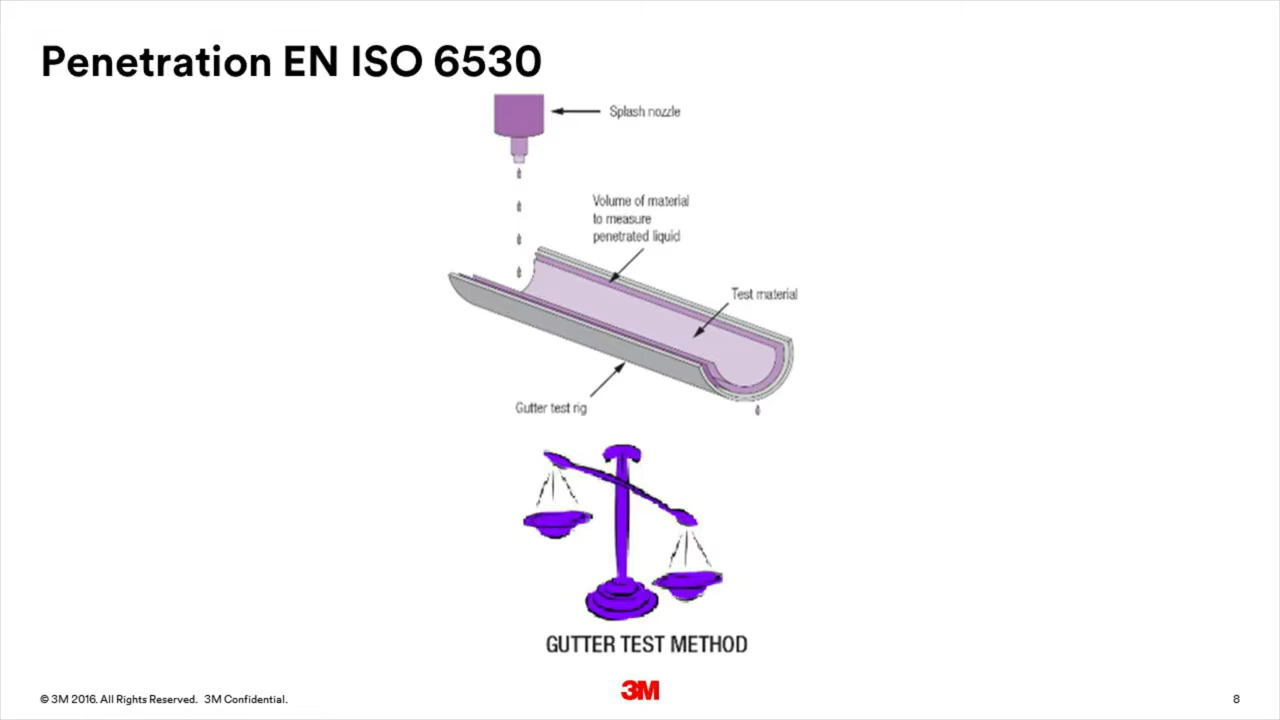 Penetration EN ISO 6530
Splash nozzle
Volume of material
to measure
penetrated liquid
Test material
Gutter test rig
GUTTER TEST METHOD
© 3M 2016. All Rights Reserved. 3M Confidential.
3M
8